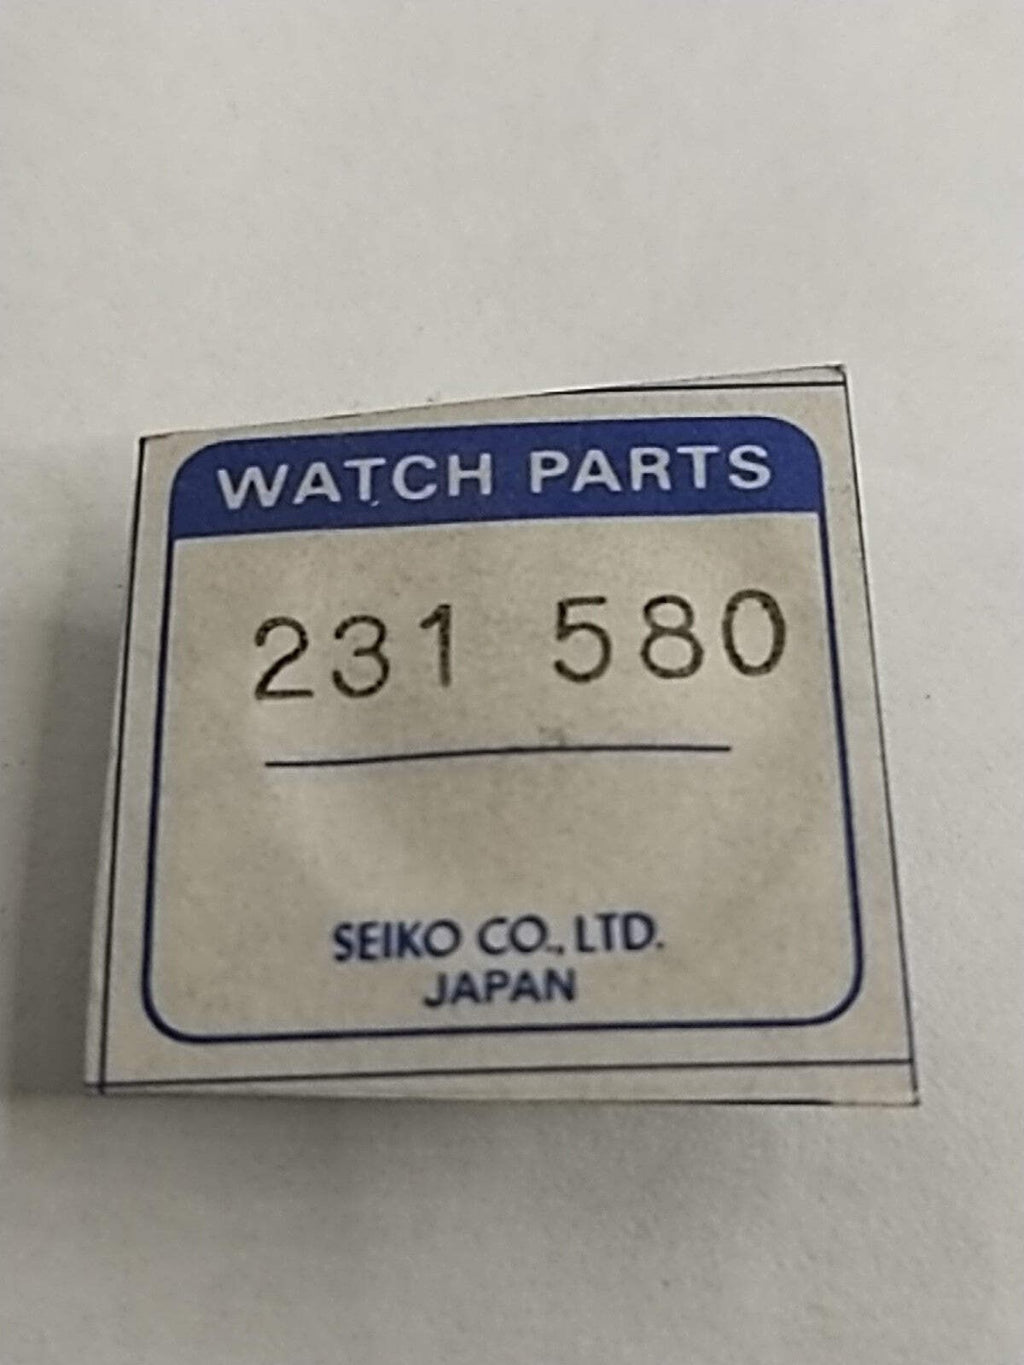 WATCH PARTS
231 580
SEIKO CO., LTD.
JAPAN